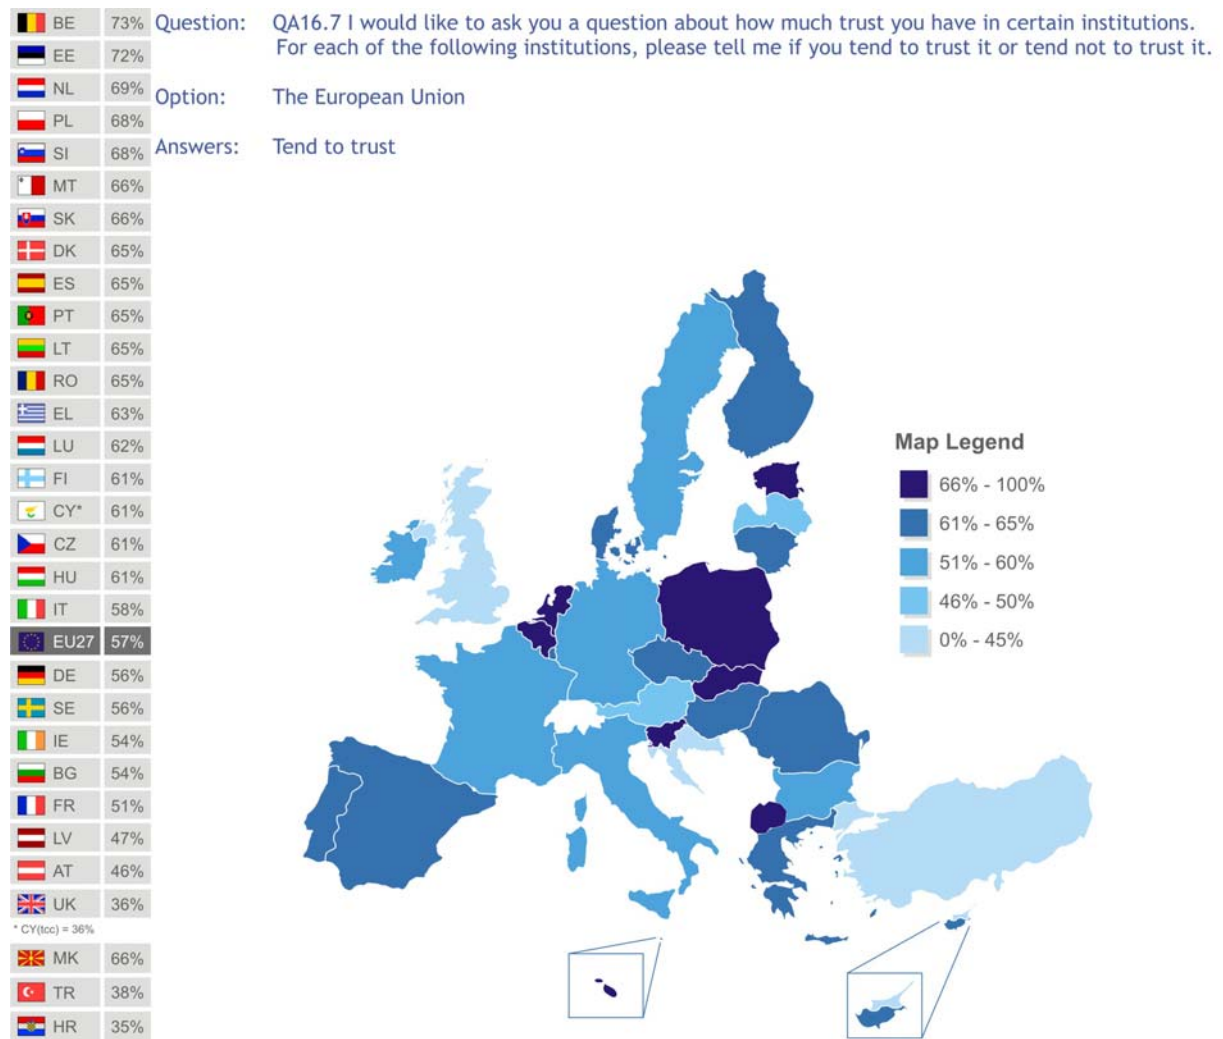 Question: QA16.7 I would like to ask you a question about how much trust you have in certain institutions.
For each of the following institutions, please tell me if you tend to trust it or tend not to trust it.
Option: The European Union
Answers: Tend to trust
BE 73%
EE 72%
NL 69%
PL 68%
SI 68%
MT 66%
SK 66%
DK 65%
ES 65%
PT 65%
LT 65%
RO 65%
EL 63%
LU 62%
FI 61%
CY* 61%
CZ 61%
HU 61%
IT 58%
EU27 57%
DE 56%
SE 56%
IE 54%
BG 54%
FR 51%
LV 47%
AT 46%
UK 36%
* CY(tcc) = 36%
MK 66%
TR 38%
HR 35%
Map Legend
66% - 100%
61% - 65%
51% - 60%
46% - 50%
0% - 45%